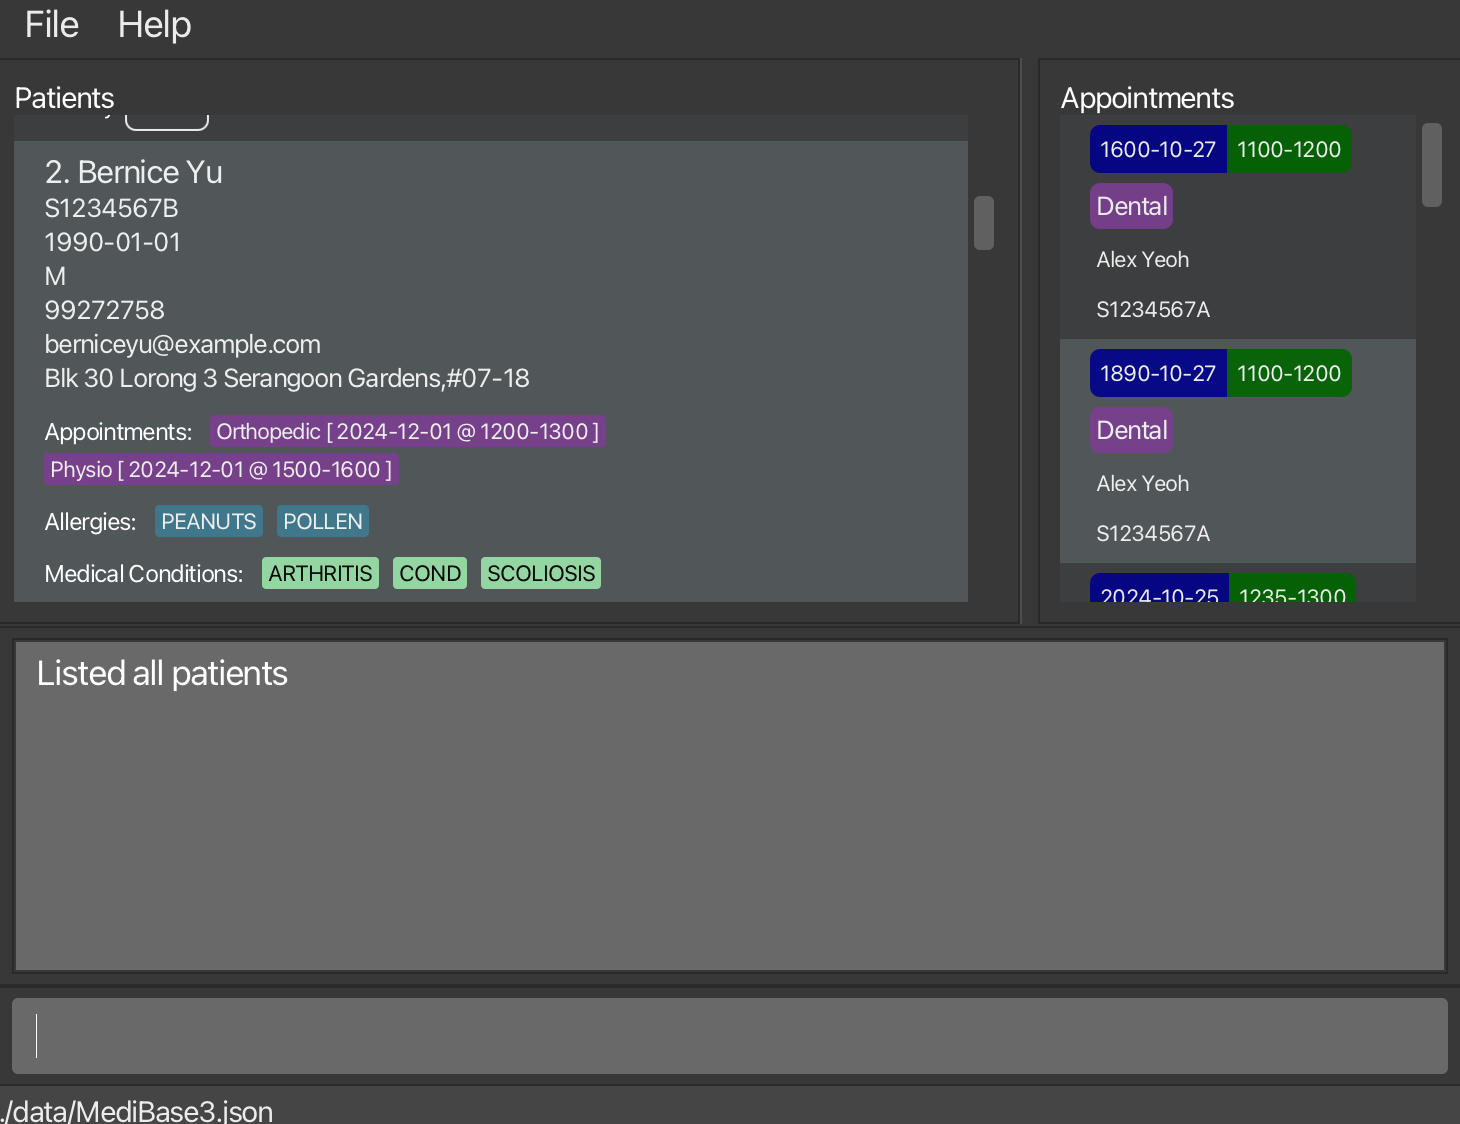 File Help
Patients
2. Bernice Yu
S1234567B
1990-01-01
M
99272758
berniceyu@example.com
Blk 30 Lorong 3 Serangoon Gardens,#07-18
Appointments: Orthopedic [ 2024-12-01 @ 1200-1300 ]
Physio [ 2024-12-01 @ 1500-1600 ]
Allergies: PEANUTS POLLEN
Medical Conditions: ARTHRITIS COND SCOLIOSIS
Appointments
1600-10-27 1100-1200
Dental
Alex Yeoh
S1234567A
1890-10-27 1100-1200
Dental
Alex Yeoh
S1234567A
2024-10-25 1235-1300
Listed all patients
./data/MediBase3.json